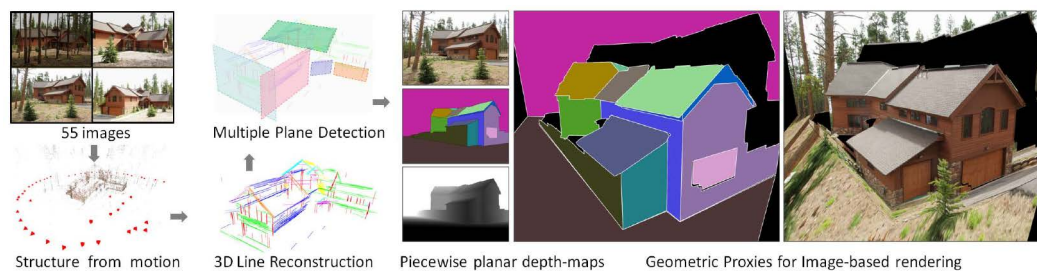 55 images
Multiple Plane Detection
Structure from motion
3D Line Reconstruction
Piecewise planar depth-maps
Geometric Proxies for Image-based rendering